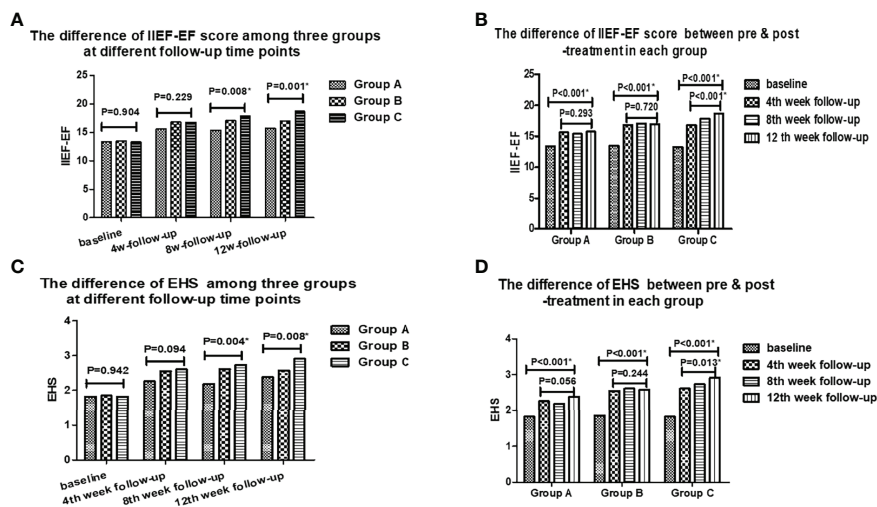 A
The difference of IIEF-EF score among three groups
at different follow-up time points
IIEF-EF
25
20
15
10
5
0
P=0.904
P=0.229
P=0.008*
P=0.001*
baseline
4w-follow-up
8w-follow-up
12w-follow-up
Group A
Group B
Group C
B
The difference of IIEF-EF score between pre & post
-treatment in each group
IIEF-EF
25
20
15
10
5
0
P<0.001*
P=0.293
P<0.001*
P=0.720
P<0.001*
P<0.001*
Group A
Group B
Group C
baseline
4th week follow-up
8th week follow-up
12 th week follow-up
C
The difference of EHS among three groups
at different follow-up time points
EHS
4
3
2
1
0
P=0.942
P=0.094
P=0.004*
P=0.008*
baseline
4th week follow-up
8th week follow-up
12th week follow-up
Group A
Group B
Group C
D
The difference of EHS between pre & post
-treatment in each group
EHS
4
3
2
1
0
P<0.001*
P=0.056
P<0.001*
P=0.244
P<0.001*
P=0.013*
Group A
Group B
Group C
baseline
4th week follow-up
8th week follow-up
12th week follow-up